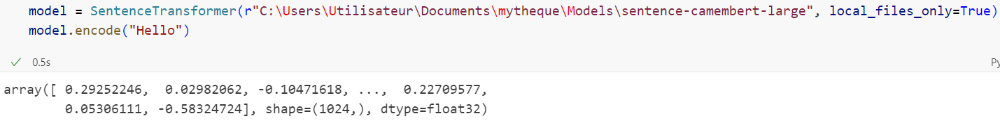 model = SentenceTransformer(r"C:\Users\Utilisateur\Documents\mytheque\Models\sentence-camembert-large", local_files_only=True)
model.encode("Hello")
✓ 0.5s
Py
array([ 0.29252246,  0.02982062, -0.10471618, ...,  0.22709577,
        0.05306111, -0.58324724], shape=(1024,), dtype=float32)